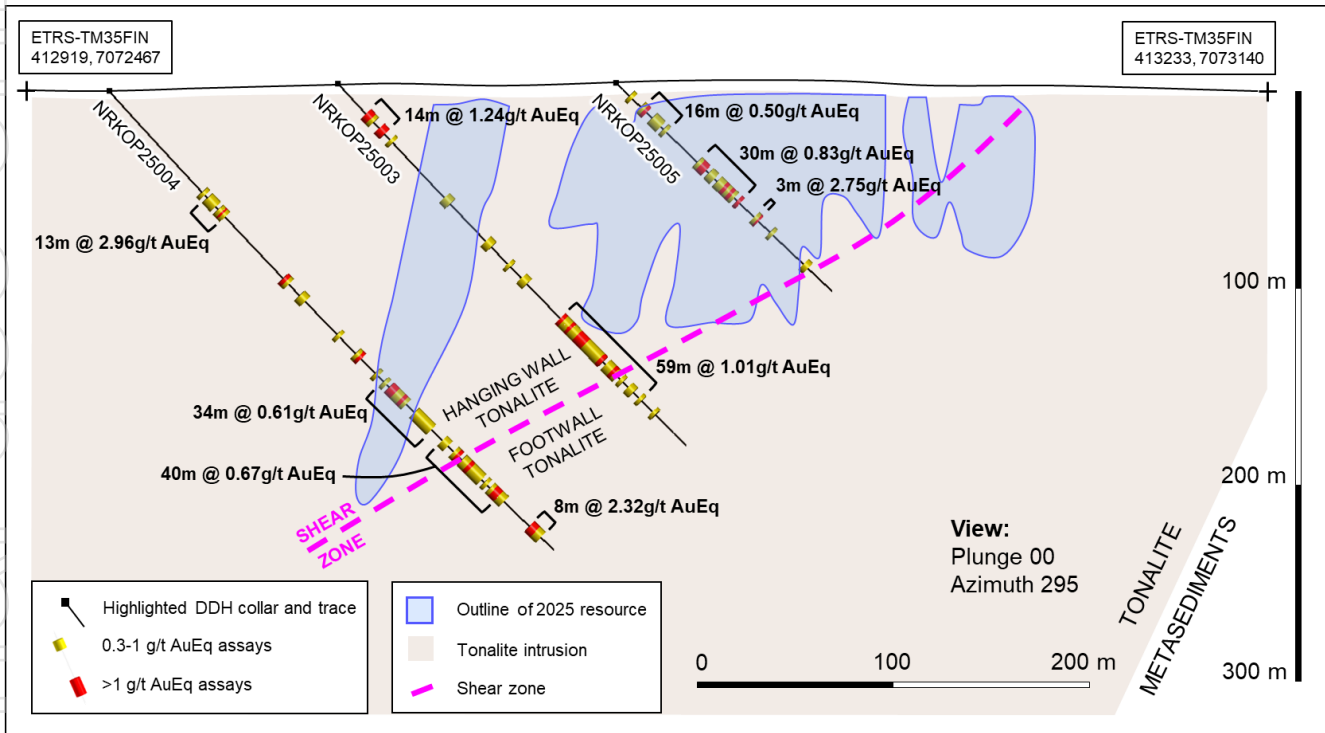 ETRS-TM35FIN
412919, 7072467
ETRS-TM35FIN
413233, 7073140
NRKOP25004
NRKOP25003
NRKOP25005
14m @ 1.24g/t AuEq
16m @ 0.50g/t AuEq
30m @ 0.83g/t AuEq
3m @ 2.75g/t AuEq
13m @ 2.96g/t AuEq
100 m
59m @ 1.01g/t AuEq
HANGING WALL
TONALITE
FOOTWALL
TONALITE
34m @ 0.61g/t AuEq
40m @ 0.67g/t AuEq
200 m
8m @ 2.32g/t AuEq
SHEAR
ZONE
View:
Plunge 00
Azimuth 295
TONALITE
METASEDIMENTS
Highlighted DDH collar and trace
0.3-1 g/t AuEq assays
>1 g/t AuEq assays
Outline of 2025 resource
Tonalite intrusion
Shear zone
0 100 200 m
300 m